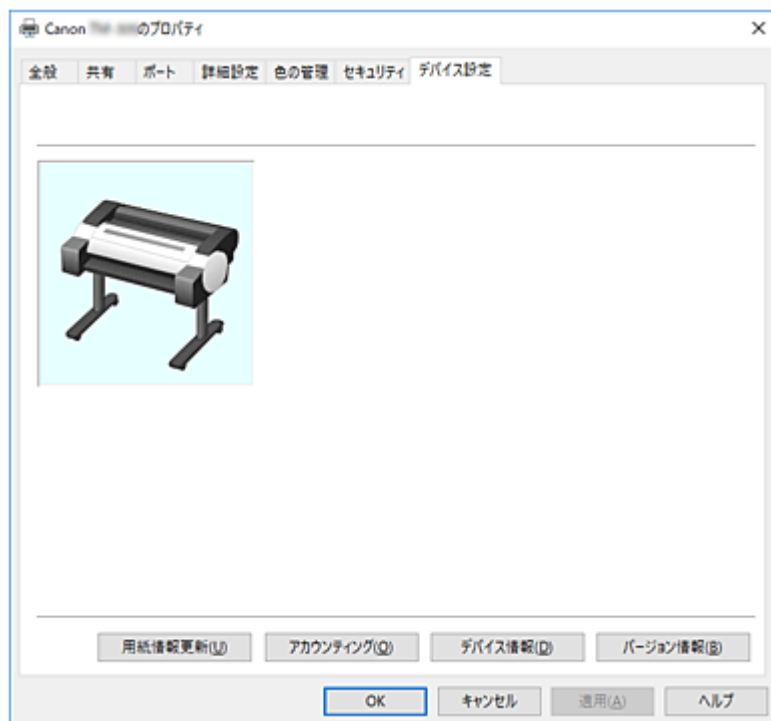 Canon のプロパティ
全般 共有 ポート 詳細設定 色の管理 セキュリティ デバイス設定
用紙情報更新(U) アカウンティング(O) デバイス情報(D) バージョン情報(B)
OK キャンセル 適用(A) ヘルプ